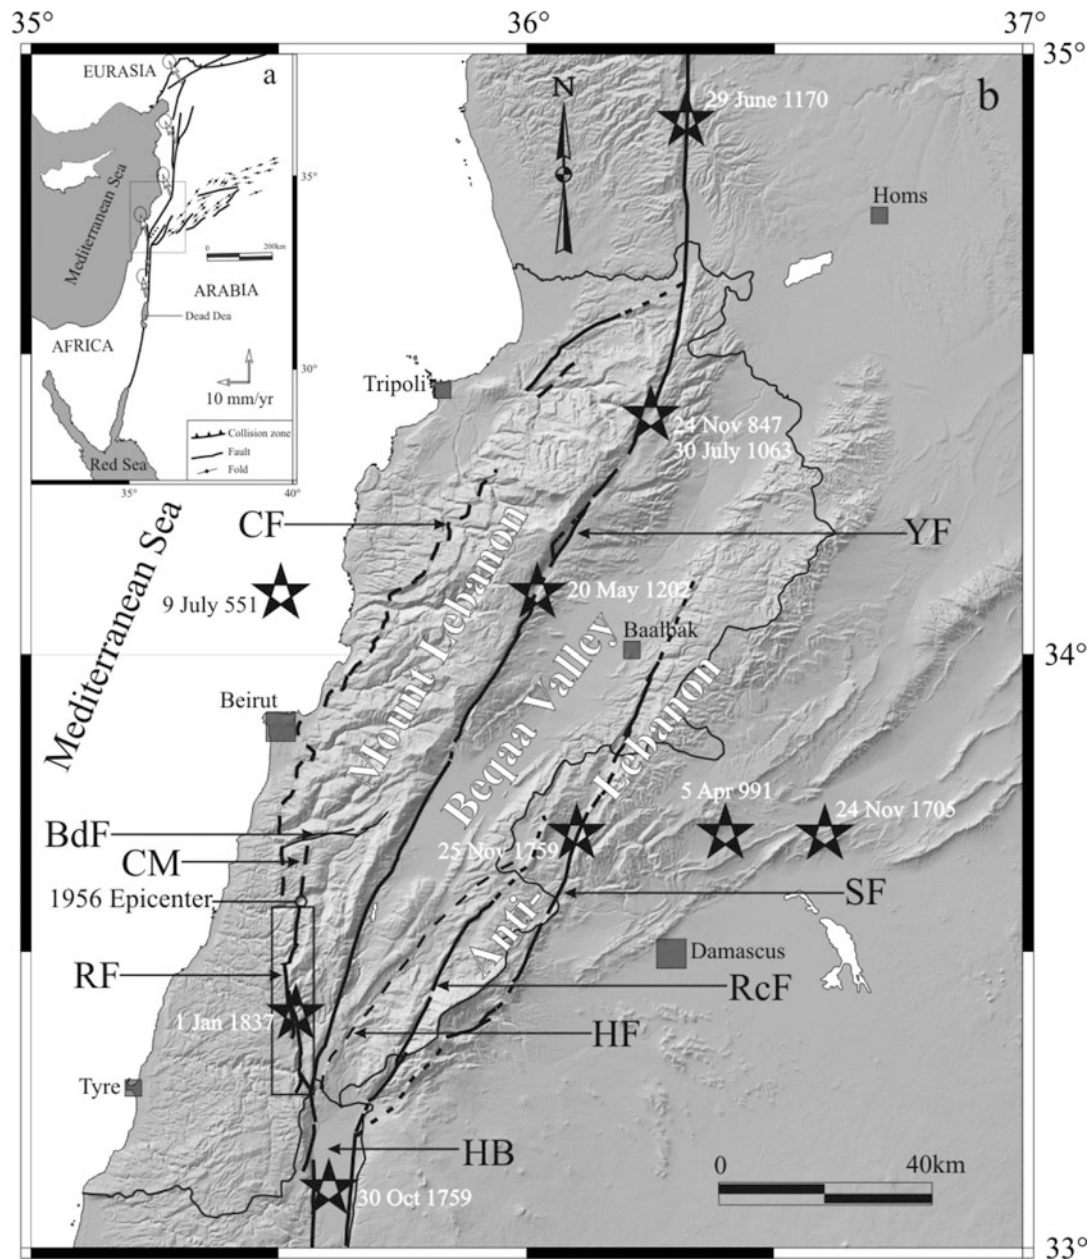 35°
36°
37°
35°
EURASIA
a
b
N
29 June 1170
Homs
Mediterranean Sea
35°
0
200km
ARABIA
Dead Dea
AFRICA
30°
10 mm/yr
Collision zone
Fault
Fold
Red Sea
35°
40°
Tripoli
24 Nov 847
30 July 1063
CF
YF
Mediterranean Sea
9 July 551
20 May 1202
Mount Lebanon
Beqaa Valley
Baalbak
34°
Anti-Lebanon
Beirut
BdF
5 Apr 991
24 Nov 1705
25 Nov 1759
CM
1956 Epicenter
SF
Damascus
RF
RcF
1 Jan 1837
HF
Tyre
HB
0
40km
30 Oct 1759
33°